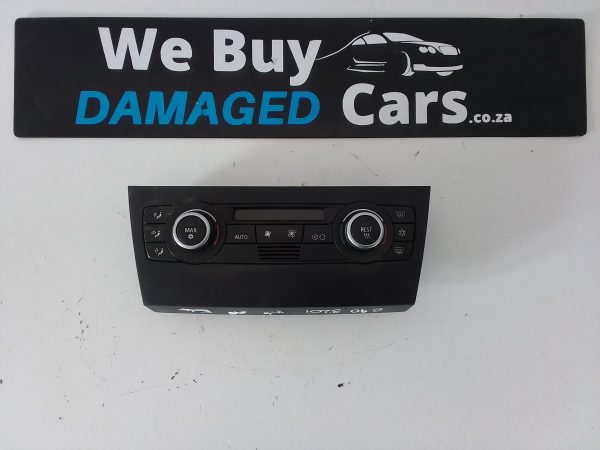 We Buy
DAMAGED Cars.co.za
MAX
AUTO
REST